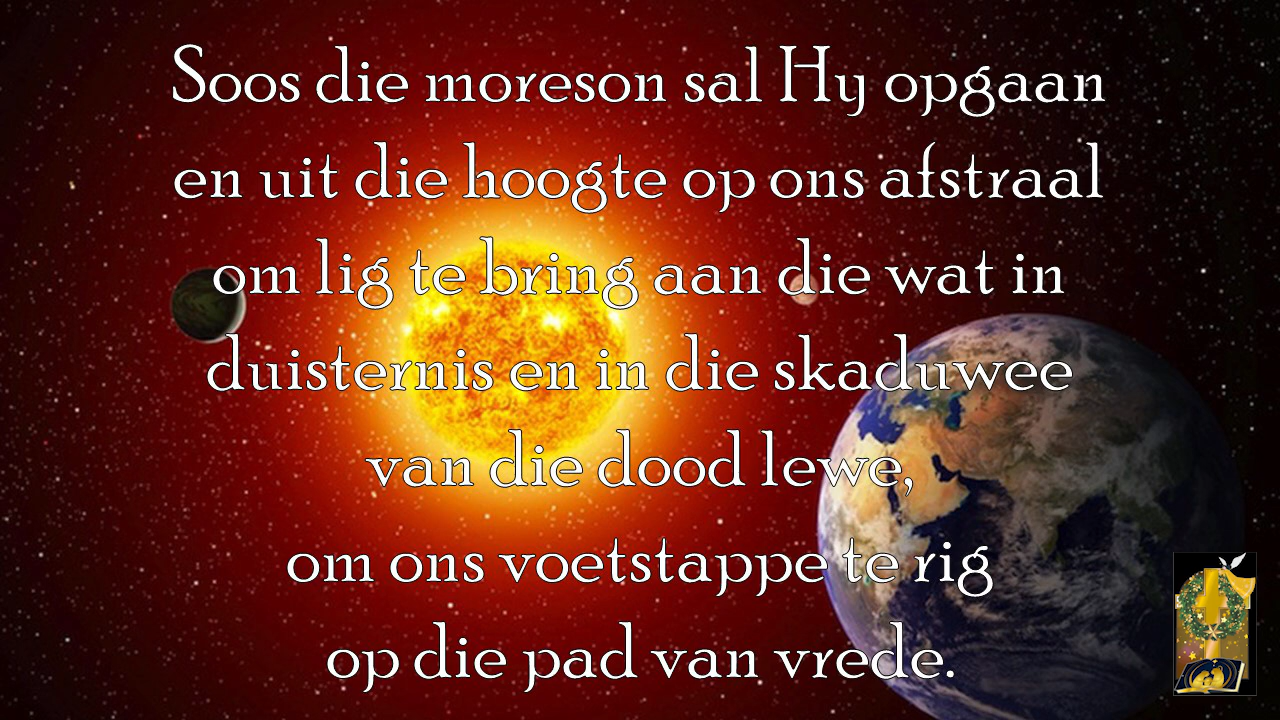 Soos die moreson sal Hy opgaan
en uit die hoogte op ons afstraal
om lig te bring aan die wat in
duisternis en in die skaduwee
van die dood lewe,
om ons voetstappe te rig
op die pad van vrede.